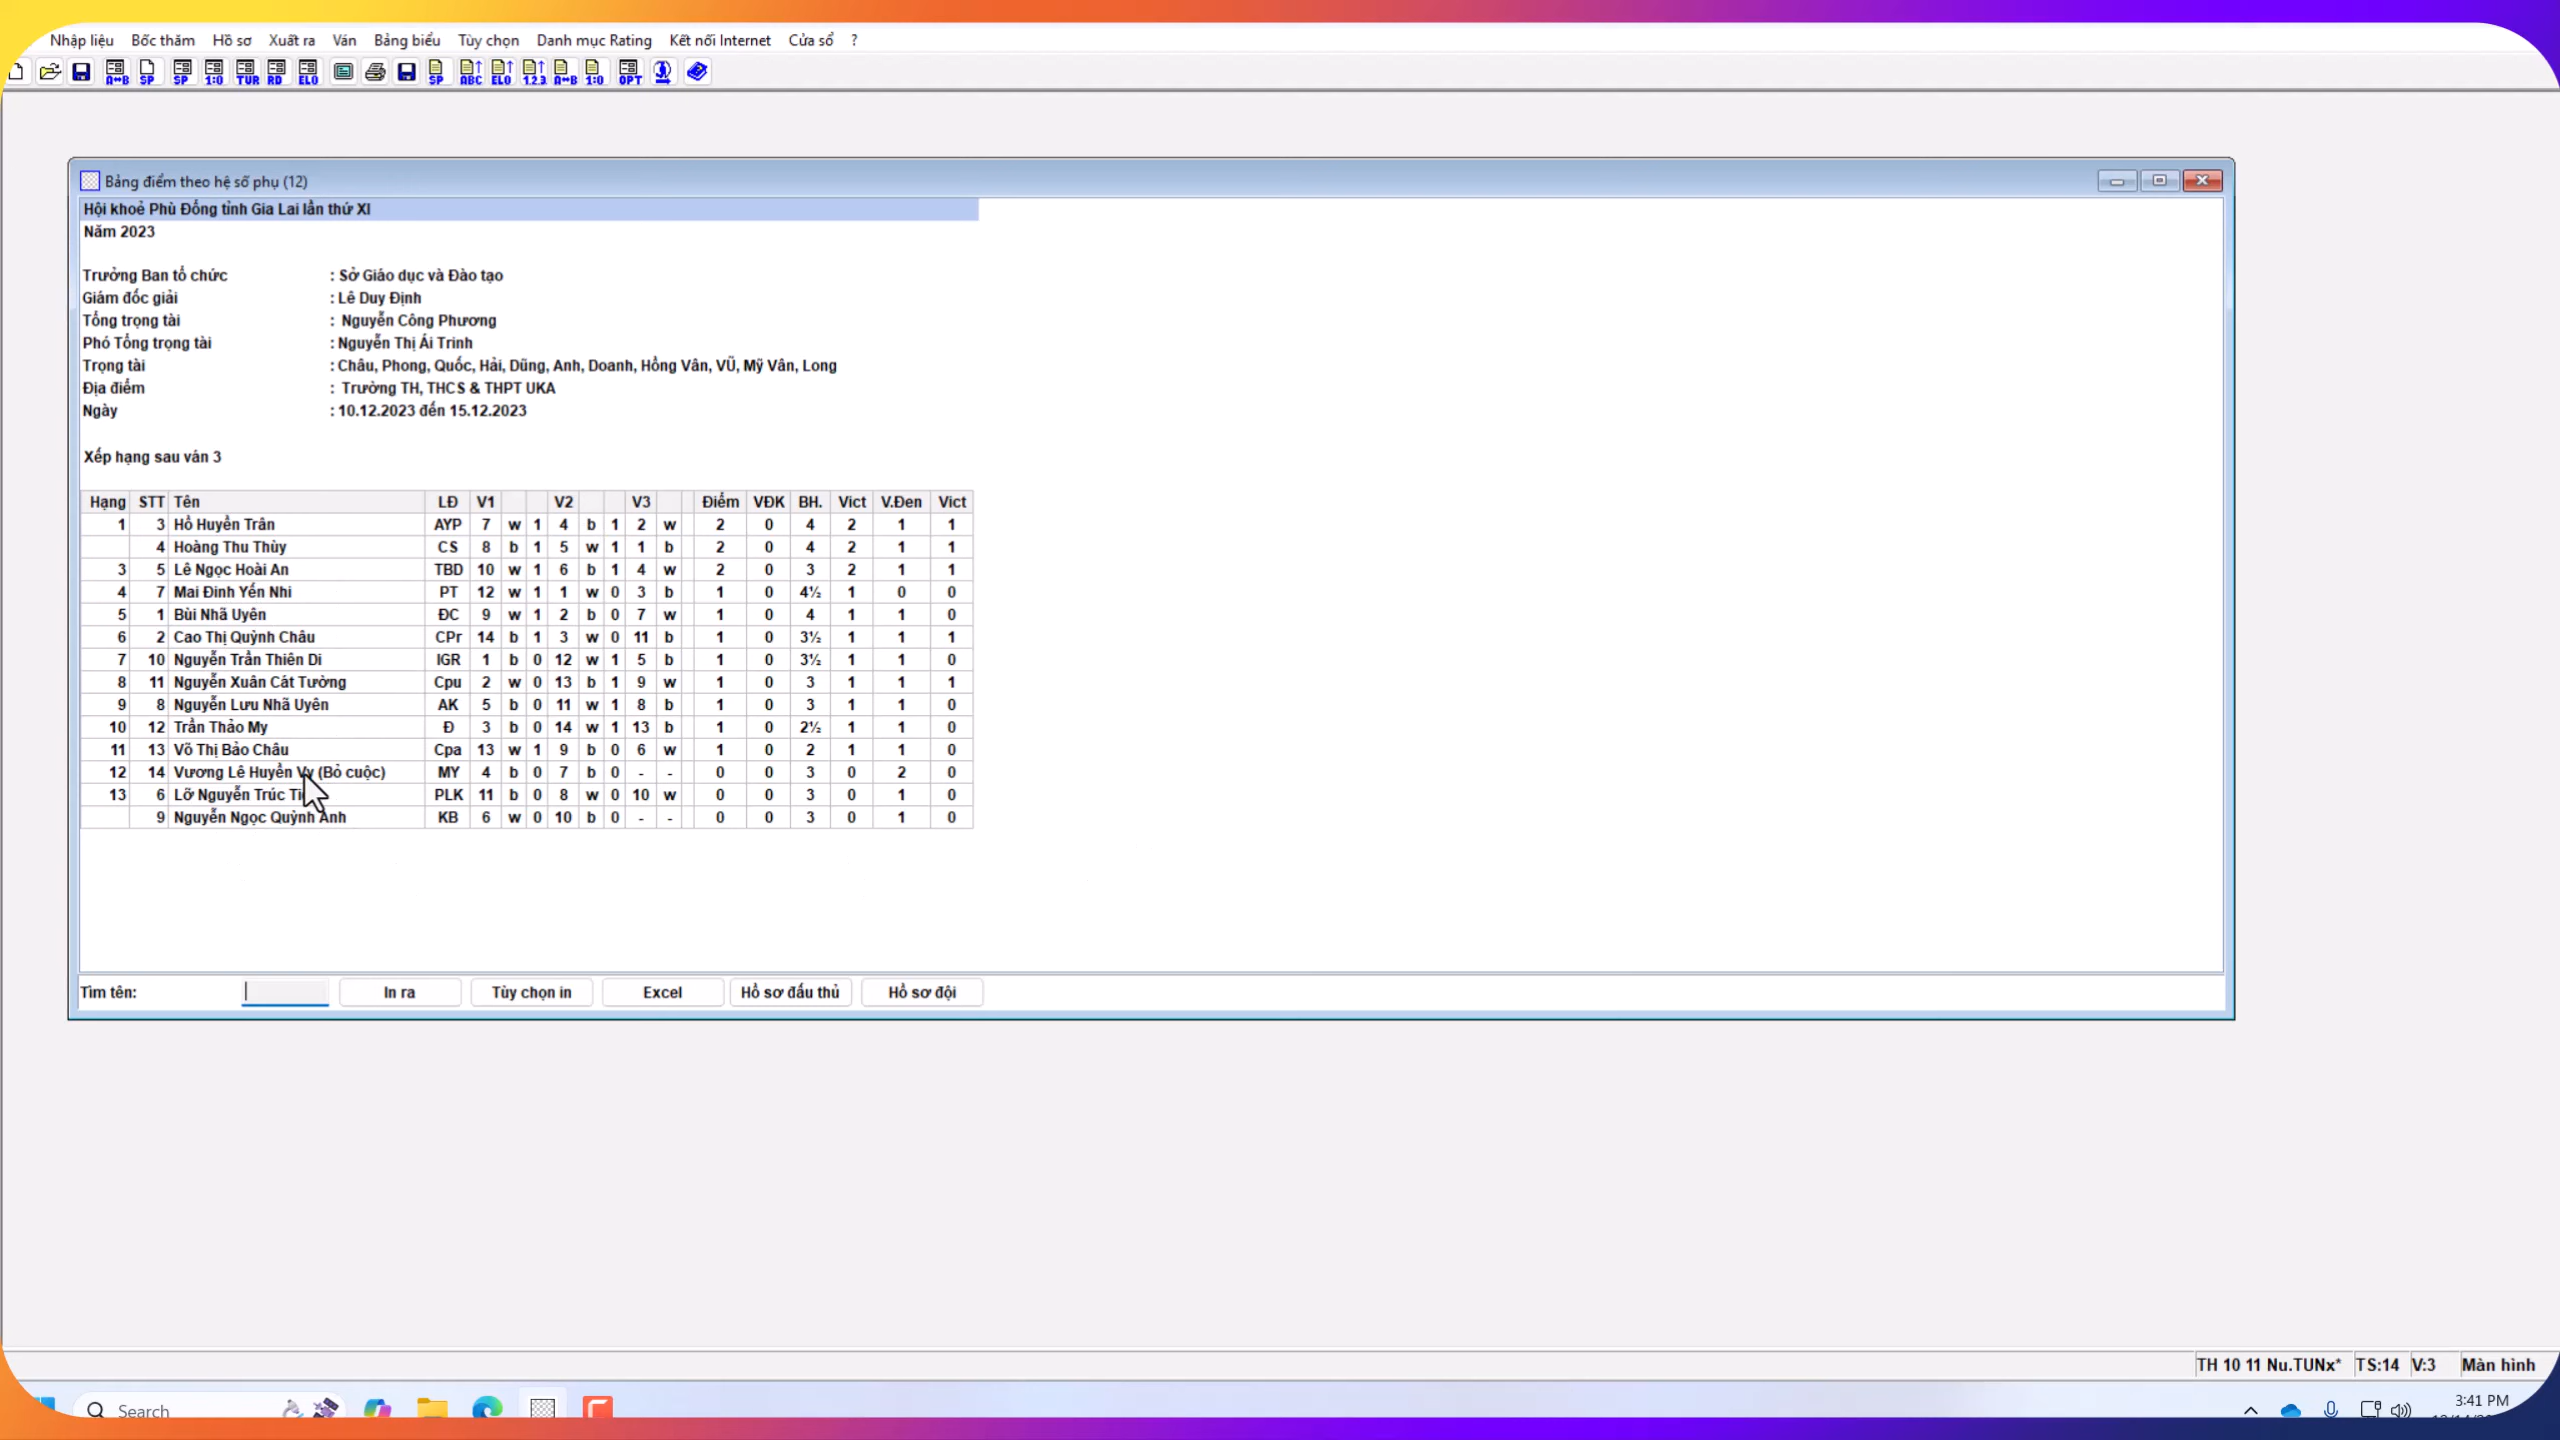 Nhập liệu Bốc thăm Hồ sơ Xuất ra Ván Bảng biểu Tùy chọn Danh mục Rating Kết nối Internet Cửa sổ ?
A↔B SP SP 1:0 TUR RD ELO SP ABC ELO 1.2.3. A↔B 1:0 OPT
Bảng điểm theo hệ số phụ (12)
Hội khoẻ Phù Đổng tỉnh Gia Lai lần thứ XI
Năm 2023
Trưởng Ban tổ chức : Sở Giáo dục và Đào tạo
Giám đốc giải : Lê Duy Định
Tổng trọng tài : Nguyễn Công Phương
Phó Tổng trọng tài : Nguyễn Thị Ái Trinh
Trọng tài : Châu, Phong, Quốc, Hải, Dũng, Anh, Doanh, Hồng Vân, VŨ, Mỹ Vân, Long
Địa điểm : Trường TH, THCS & THPT UKA
Ngày : 10.12.2023 đến 15.12.2023
Xếp hạng sau ván 3
Hạng STT Tên LĐ V1 V2 V3 Điểm VĐK BH. Vict V.Đen Vict
1 3 Hồ Huyền Trân AYP 7 w 1 4 b 1 2 w 2 0 4 2 1 1
4 Hoàng Thu Thùy CS 8 b 1 5 w 1 1 b 2 0 4 2 1 1
3 5 Lê Ngọc Hoài An TBD 10 w 1 6 b 1 4 w 2 0 3 2 1 1
4 7 Mai Đinh Yến Nhi PT 12 w 1 1 w 0 3 b 1 0 4½ 1 0 0
5 1 Bùi Nhã Uyên ĐC 9 w 1 2 b 0 7 w 1 0 4 1 1 0
6 2 Cao Thị Quỳnh Châu CPr 14 b 1 3 w 0 11 b 1 0 3½ 1 1 1
7 10 Nguyễn Trần Thiên Di IGR 1 b 0 12 w 1 5 b 1 0 3½ 1 1 0
8 11 Nguyễn Xuân Cát Tường Cpu 2 w 0 13 b 1 9 w 1 0 3 1 1 1
9 8 Nguyễn Lưu Nhã Uyên AK 5 b 0 11 w 1 8 b 1 0 3 1 1 0
10 12 Trần Thảo My Đ 3 b 0 14 w 1 13 b 1 0 2½ 1 1 0
11 13 Võ Thị Bảo Châu Cpa 13 w 1 9 b 0 6 w 1 0 2 1 1 0
12 14 Vương Lê Huyền Vy (Bỏ cuộc) MY 4 b 0 7 b 0 - - 0 0 3 0 2 0
13 6 Lỡ Nguyễn Trúc PLK 11 b 0 8 w 0 10 w 0 0 3 0 1 0
9 Nguyễn Ngọc Quỳnh Anh KB 6 w 0 10 b 0 - - 0 0 3 0 1 0
Tìm tên: In ra Tùy chọn in Excel Hồ sơ đấu thủ Hồ sơ đội
TH 10 11 Nu.TUNx* TS:14 V:3 Màn hình
Search 3:41 PM